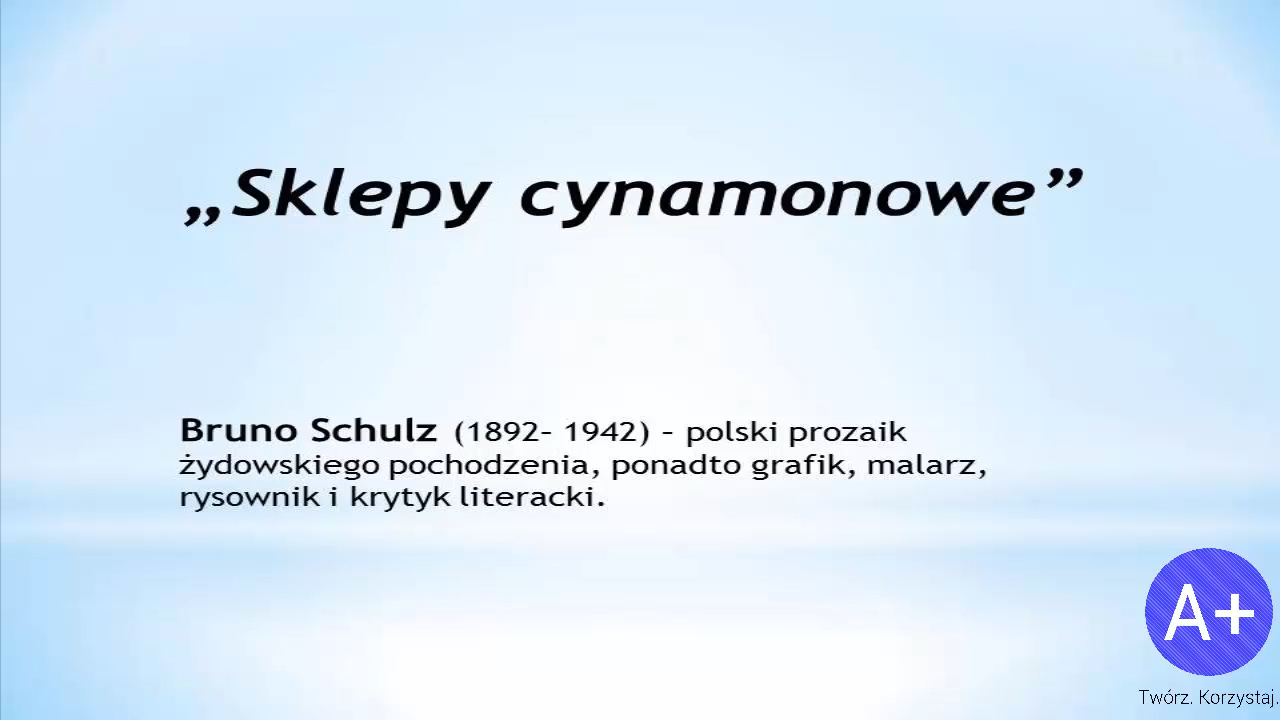 „Sklepy cynamonowe”
Bruno Schulz (1892– 1942) – polski prozaik
żydowskiego pochodzenia, ponadto grafik, malarz,
rysownik i krytyk literacki.
A+
Twórz. Korzystaj.